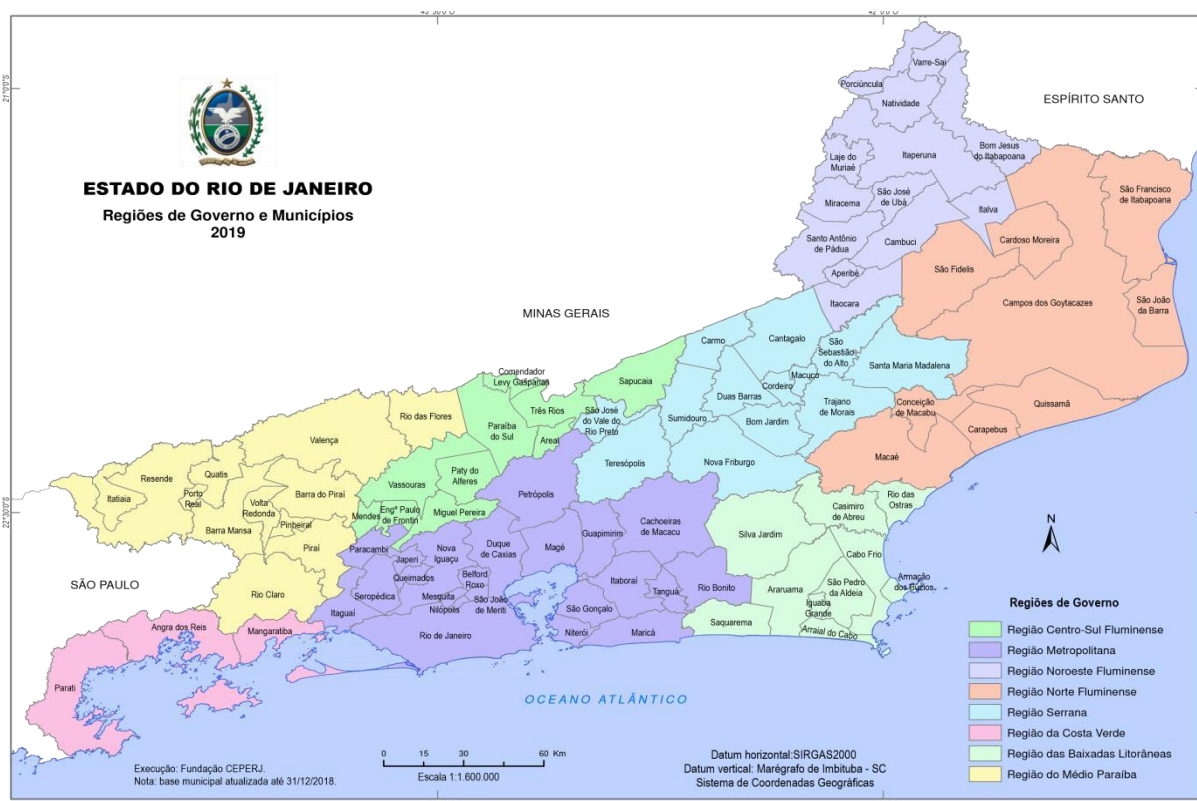 43°30'0"O
42°0'0"O
21°0'0"S
22°30'0"S
ESTADO DO RIO DE JANEIRO
Regiões de Governo e Municípios
2019
ESPÍRITO SANTO
MINAS GERAIS
SÃO PAULO
OCEANO ATLÂNTICO
Varre-Sai
Porciúncula
Natividade
Bom Jesus
do Itabapoana
Laje do
Muriaé
Itaperuna
São José
de Ubá
Miracema
Italva
Santo Antônio
de Pádua
Cambuci
Aperibé
Itaocara
São Francisco
de Itabapoana
Cardoso Moreira
São Fidelis
Campos dos Goytacazes
São João
da Barra
Quissamã
Conceição
de Macabu
Carapebus
Macaé
Carmo
Cantagalo
São
Sebastião
do Alto
Santa Maria Madalena
Macuco
Cordeiro
Duas Barras
Trajano
de Morais
Sumidouro
Bom Jardim
Nova Friburgo
São José
do Vale do
Rio Preto
Teresópolis
Comendador
Levy Gasparian
Sapucaia
Três Rios
Paraíba
do Sul
Areal
Paty do
Alferes
Vassouras
Mendes
Engº Paulo
de Frontin
Miguel Pereira
Rio das Flores
Valença
Resende
Quatis
Itatiaia
Porto
Real
Volta
Redonda
Barra do Piraí
Barra Mansa
Pinheiral
Piraí
Rio Claro
Petrópolis
Paracambi
Japeri
Nova
Iguaçu
Duque
de Caxias
Magé
Guapimirim
Cachoeiras
de Macacu
Queimados
Belford
Roxo
Seropédica
Mesquita
Nilópolis
São João
de Meriti
Itaguaí
Rio de Janeiro
Itaboraí
Tanguá
Rio Bonito
São Gonçalo
Niterói
Maricá
Casimiro
de Abreu
Rio das
Ostras
Silva Jardim
Cabo Frio
Armação
dos Búzios
Araruama
São Pedro
da Aldeia
Iguaba
Grande
Saquarema
Arraial do Cabo
Angra dos Reis
Mangaratiba
Parati
N
Regiões de Governo
Região Centro-Sul Fluminense
Região Metropolitana
Região Noroeste Fluminense
Região Norte Fluminense
Região Serrana
Região da Costa Verde
Região das Baixadas Litorâneas
Região do Médio Paraíba
Execução: Fundação CEPERJ.
Nota: base municipal atualizada até 31/12/2018.
0 15 30 60 Km
Escala 1:1.600.000
Datum horizontal:SIRGAS2000
Datum vertical: Marégrafo de Imbituba - SC
Sistema de Coordenadas Geográficas